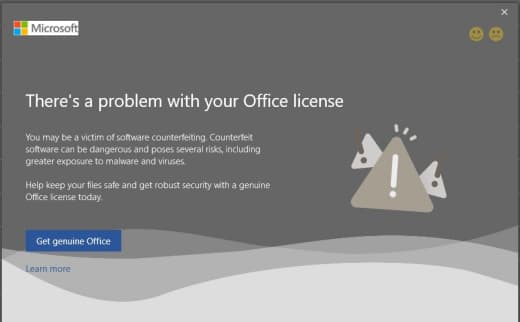 Microsoft
There's a problem with your Office license
You may be a victim of software counterfeiting. Counterfeit
software can be dangerous and poses several risks, including
greater exposure to malware and viruses.
Help keep your files safe and get robust security with a genuine
Office license today.
Get genuine Office
Learn more